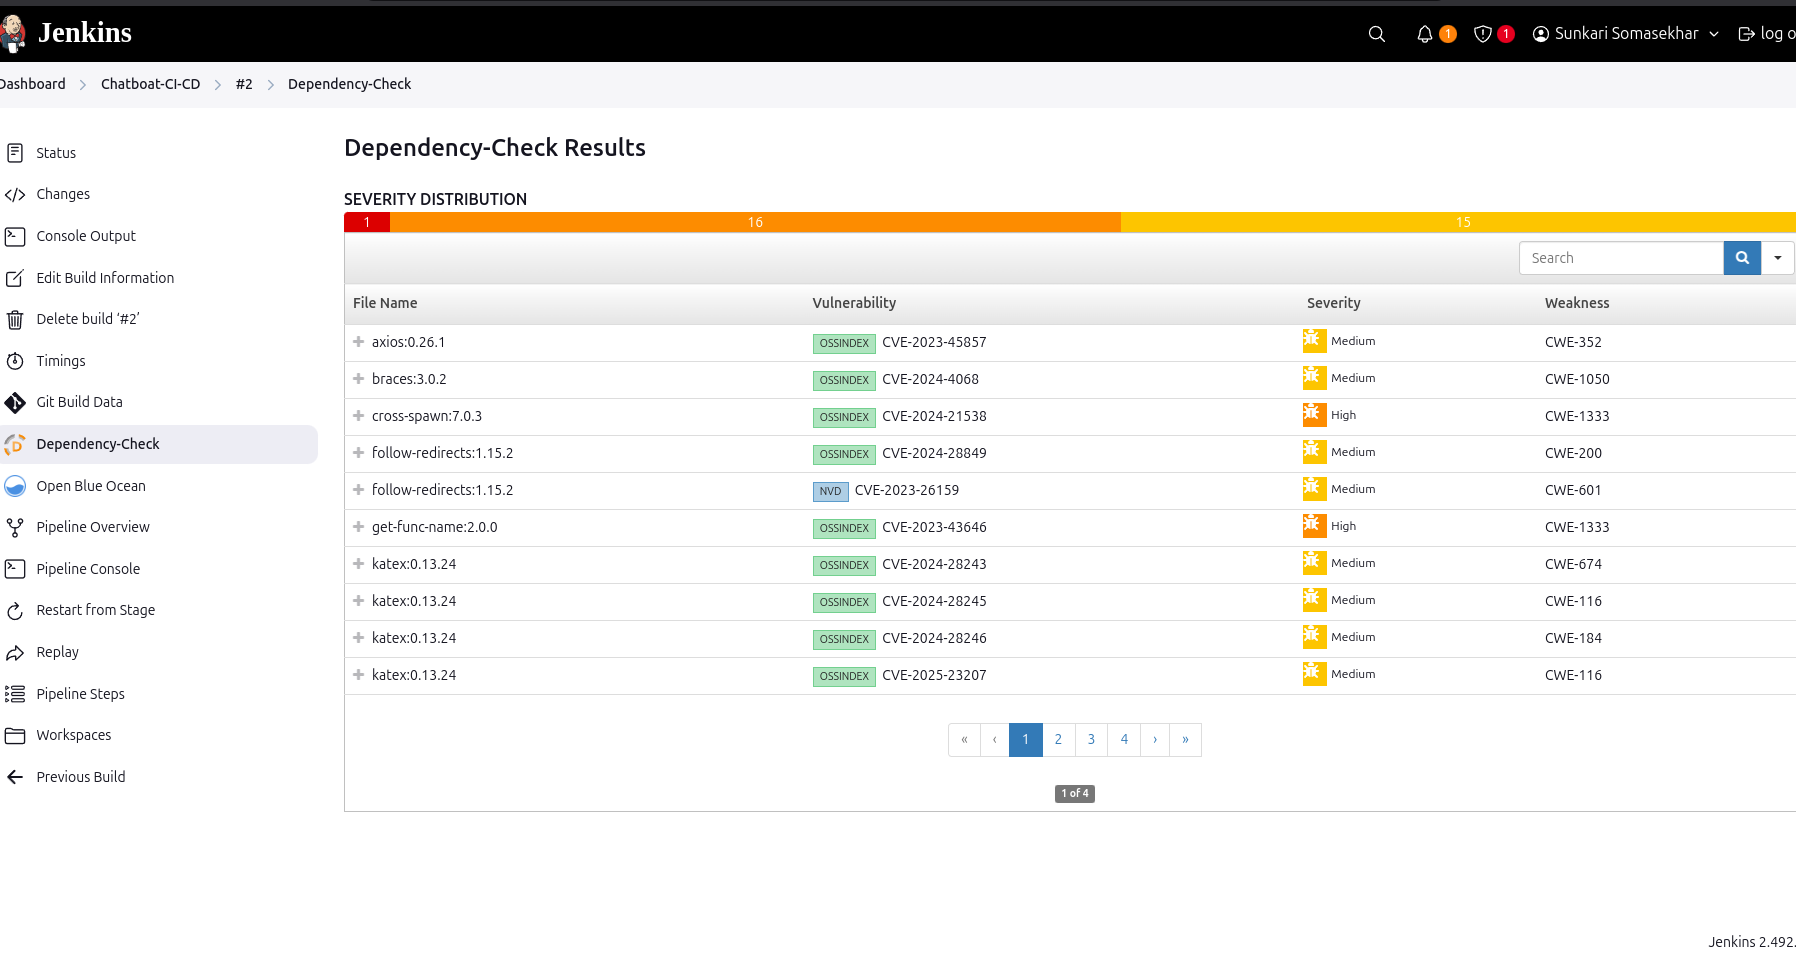 Jenkins
1 1 Sunkari Somasekhar log o
Dashboard Chatboat-CI-CD #2 Dependency-Check
Status
Changes
Console Output
Edit Build Information
Delete build ‘#2’
Timings
Git Build Data
Dependency-Check
Open Blue Ocean
Pipeline Overview
Pipeline Console
Restart from Stage
Replay
Pipeline Steps
Workspaces
Previous Build
Dependency-Check Results
SEVERITY DISTRIBUTION
1 16 15
Search
File Name Vulnerability Severity Weakness
axios:0.26.1 OSSINDEX CVE-2023-45857 Medium CWE-352
braces:3.0.2 OSSINDEX CVE-2024-4068 Medium CWE-1050
cross-spawn:7.0.3 OSSINDEX CVE-2024-21538 High CWE-1333
follow-redirects:1.15.2 OSSINDEX CVE-2024-28849 Medium CWE-200
follow-redirects:1.15.2 NVD CVE-2023-26159 Medium CWE-601
get-func-name:2.0.0 OSSINDEX CVE-2023-43646 High CWE-1333
katex:0.13.24 OSSINDEX CVE-2024-28243 Medium CWE-674
katex:0.13.24 OSSINDEX CVE-2024-28245 Medium CWE-116
katex:0.13.24 OSSINDEX CVE-2024-28246 Medium CWE-184
katex:0.13.24 OSSINDEX CVE-2025-23207 Medium CWE-116
« ‹ 1 2 3 4 › »
1 of 4
Jenkins 2.492.